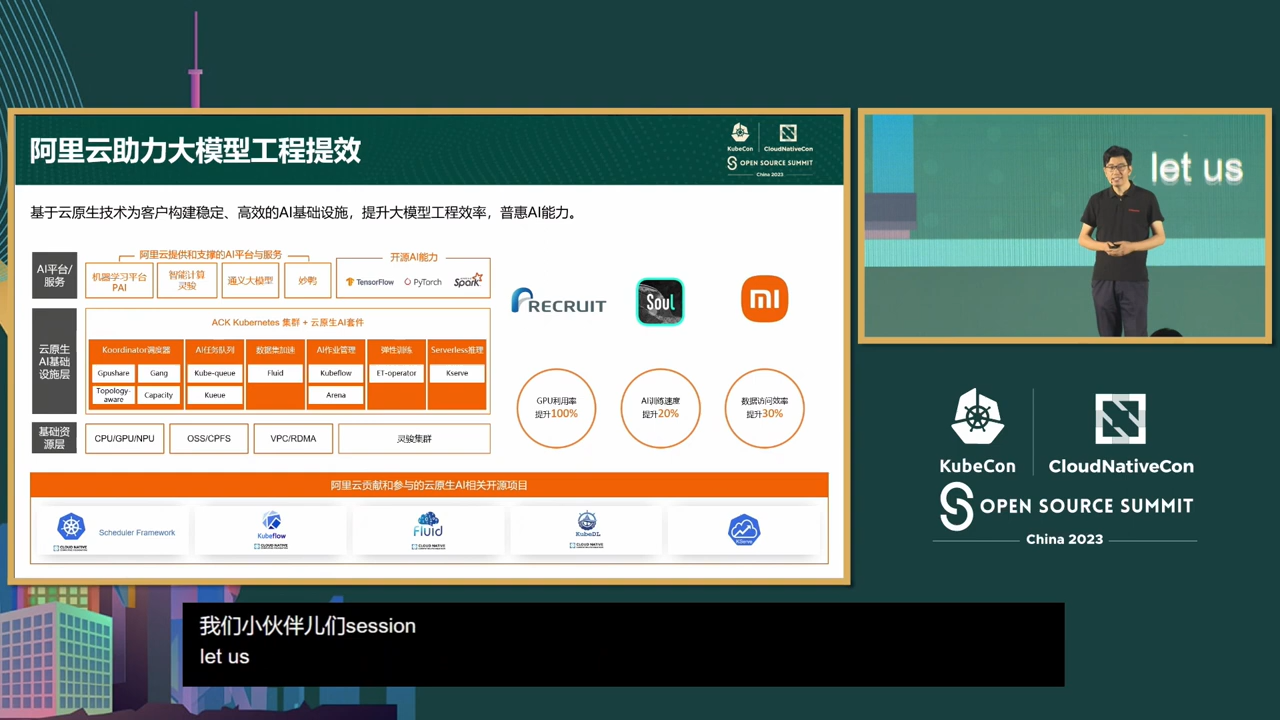 阿里云助力大模型工程提效
KubeCon
CloudNativeCon
OPEN SOURCE SUMMIT
China 2023
基于云原生技术为客户构建稳定、高效的AI基础设施，提升大模型工程效率，普惠AI能力。
AI平台/
服务
阿里云提供和支撑的AI平台与服务
机器学习平台
PAI
智能计算
灵骏
通义大模型
妙鸭
开源AI能力
TensorFlow
PyTorch
Spark
云原生
AI基础
设施层
ACK Kubernetes 集群 + 云原生AI套件
Koordinator调度器
Gpushare
Gang
Topology-
aware
Capacity
AI任务队列
Kube-queue
Kueue
数据集加速
Fluid
AI作业管理
Kubeflow
Arena
弹性训练
ET-operator
Serverless推理
Kserve
基础资
源层
CPU/GPU/NPU
OSS/CPFS
VPC/RDMA
灵骏集群
RECRUIT
Soul
mi
GPU利用率
提升100%
AI训练速度
提升20%
数据访问效率
提升30%
阿里云贡献和参与的云原生AI相关开源项目
Scheduler Framework
CLOUD NATIVE
Kubeflow
CLOUD NATIVE
Fluid
CLOUD NATIVE
KubeDL
CLOUD NATIVE
KServe
let us
KubeCon
CloudNativeCon
OPEN SOURCE SUMMIT
China 2023
我们小伙伴儿们session
let us